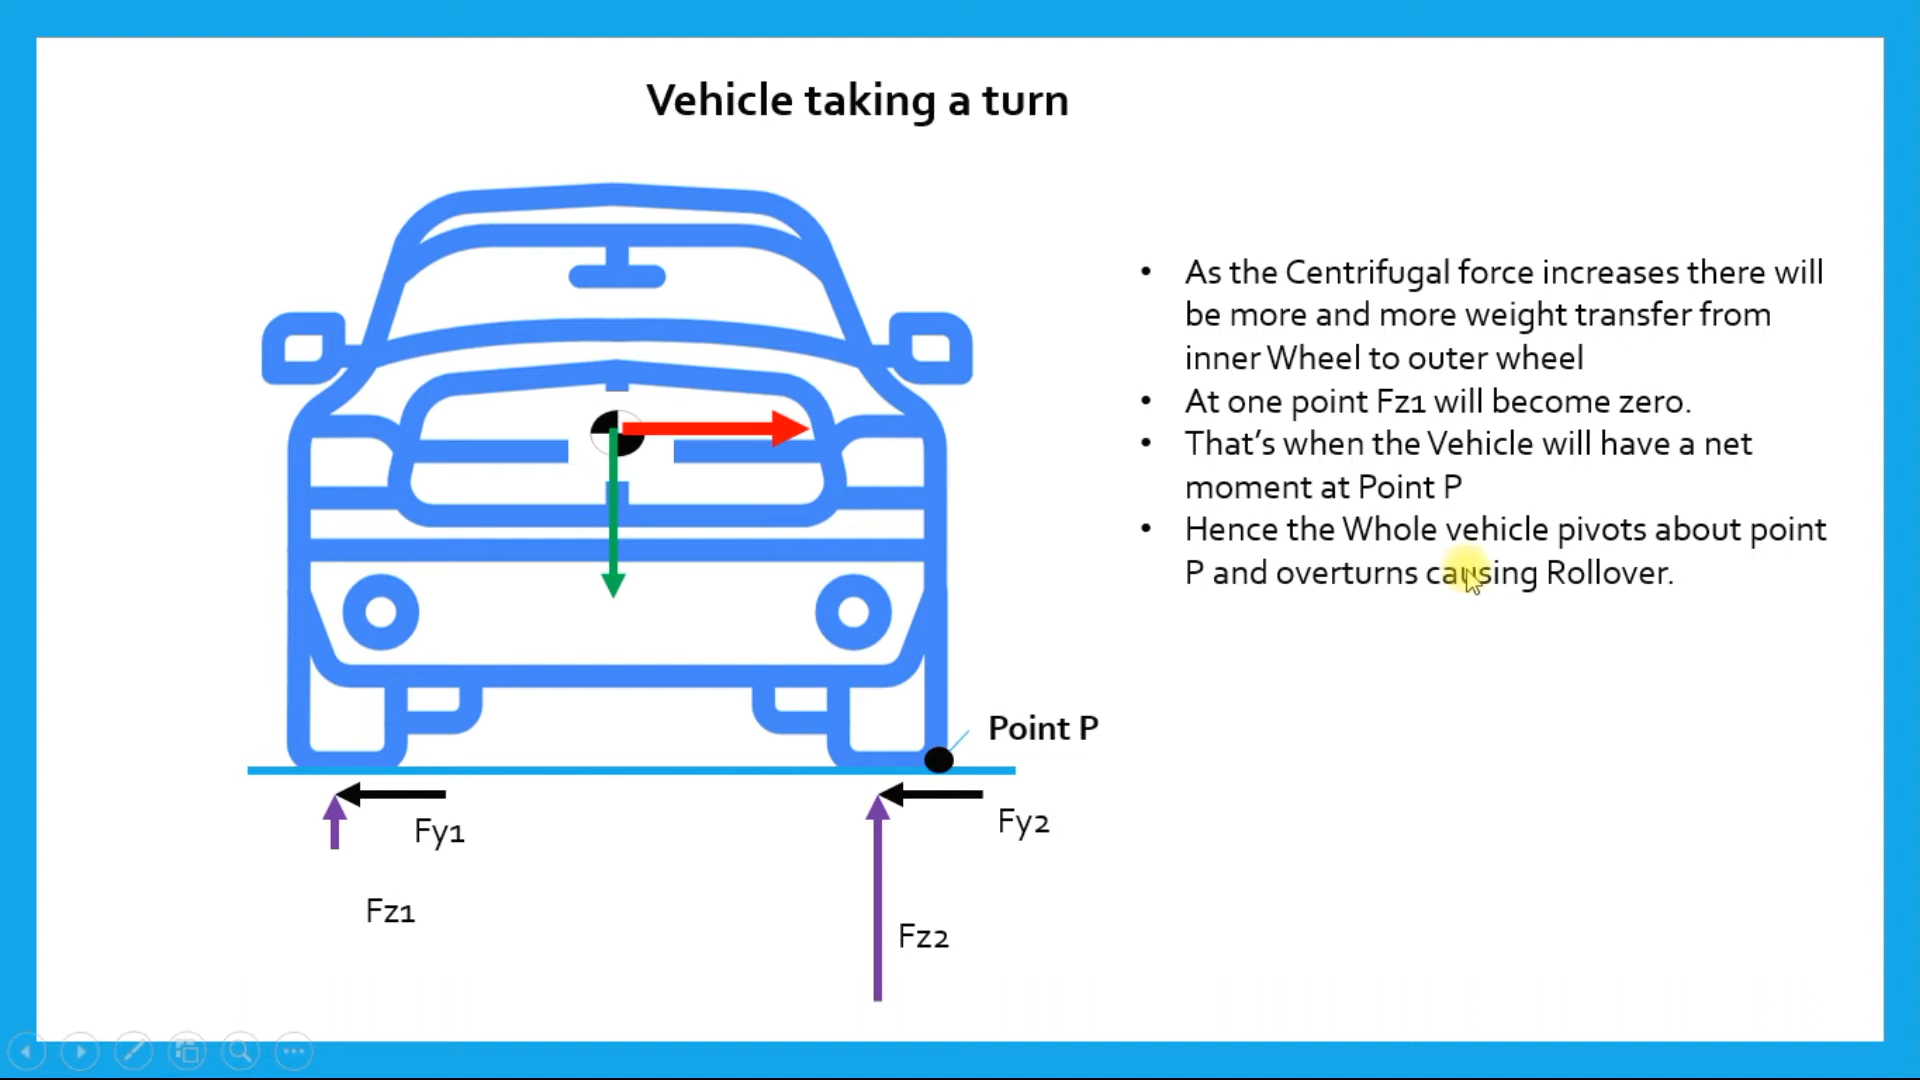 Vehicle taking a turn
• As the Centrifugal force increases there will
be more and more weight transfer from
inner Wheel to outer wheel
• At one point Fz1 will become zero.
• That's when the Vehicle will have a net
moment at Point P
• Hence the Whole vehicle pivots about point
P and overturns causing Rollover.
Point P
Fy1
Fy2
Fz1
Fz2